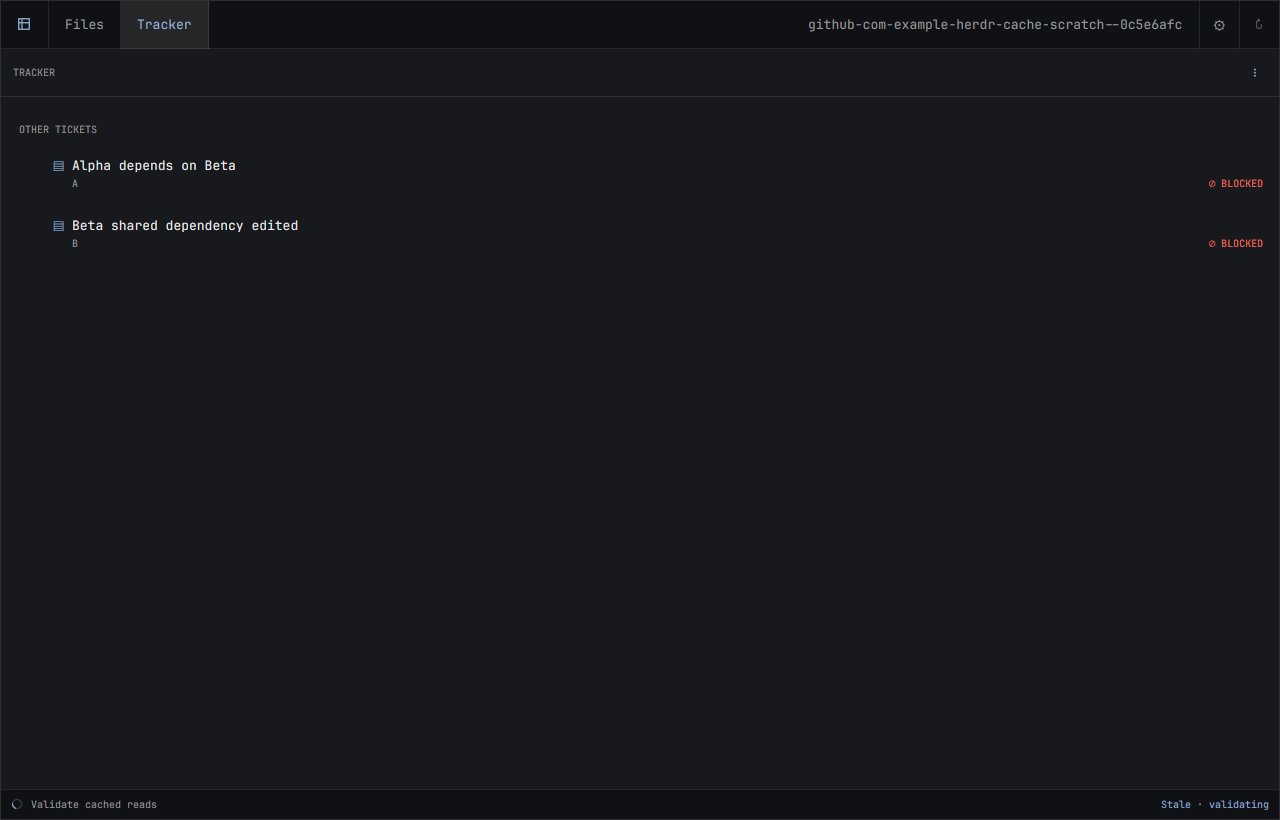 Files Tracker github-com-example-herdr-cache-scratch--0c5e6afc
TRACKER
OTHER TICKETS
Alpha depends on Beta
A BLOCKED
Beta shared dependency edited
B BLOCKED
Validate cached reads Stale · validating